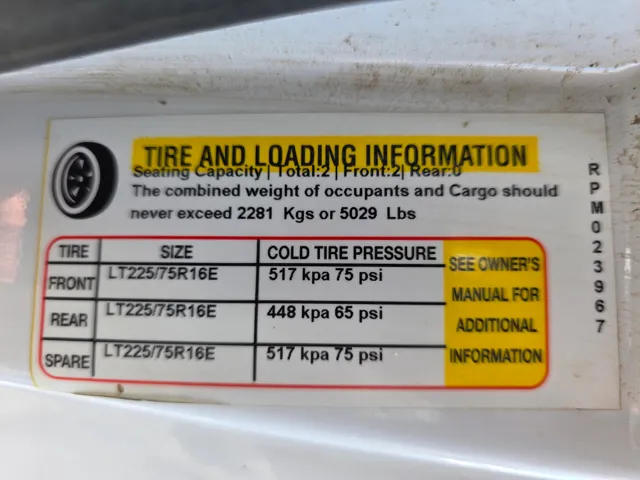 TIRE AND LOADING INFORMATION
Seating Capacity | Total:2 | Front:2| Rear:0
The combined weight of occupants and Cargo should
never exceed 2281 Kgs or 5029 Lbs
TIRE SIZE COLD TIRE PRESSURE
FRONT LT225/75R16E 517 kpa 75 psi
REAR LT225/75R16E 448 kpa 65 psi
SPARE LT225/75R16E 517 kpa 75 psi
SEE OWNER'S
MANUAL FOR
ADDITIONAL
INFORMATION
RPM023967